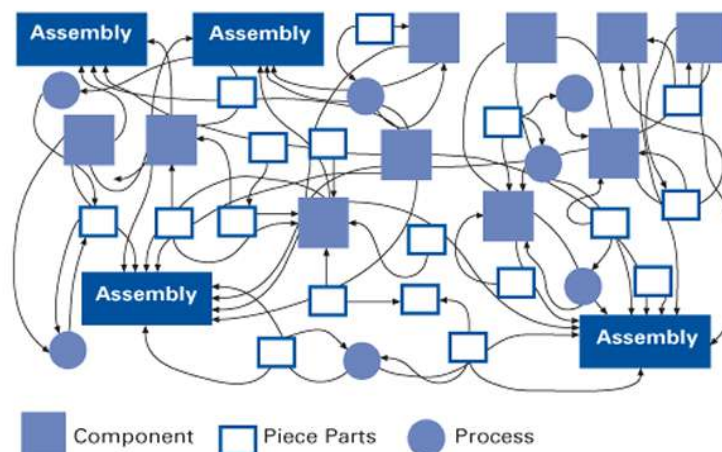 Assembly
Assembly
Assembly
Assembly
Component
Piece Parts
Process